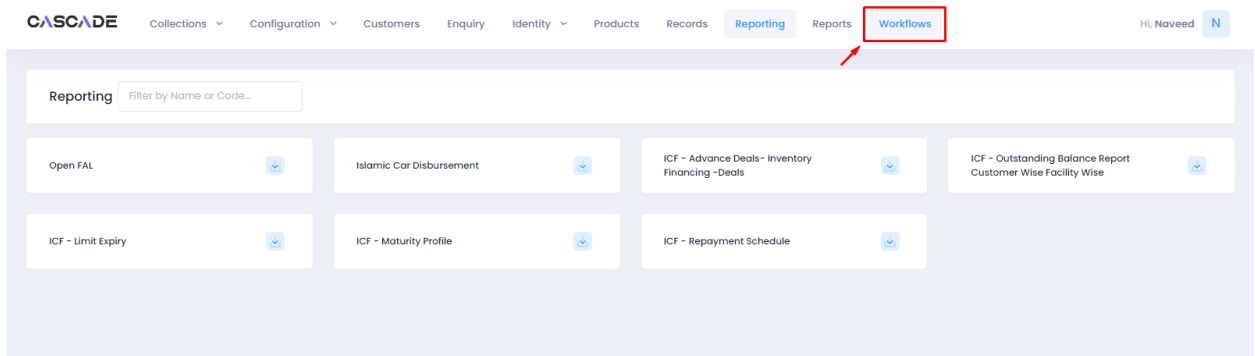 CASCADE Collections Configuration Customers Enquiry Identity Products Records Reporting Reports Workflows Hi, Naveed N
Reporting Filter by Name or Code...
Open FAL
Islamic Car Disbursement
ICF - Advance Deals- Inventory
Financing -Deals
ICF - Outstanding Balance Report
Customer Wise Facility Wise
ICF - Limit Expiry
ICF - Maturity Profile
ICF - Repayment Schedule